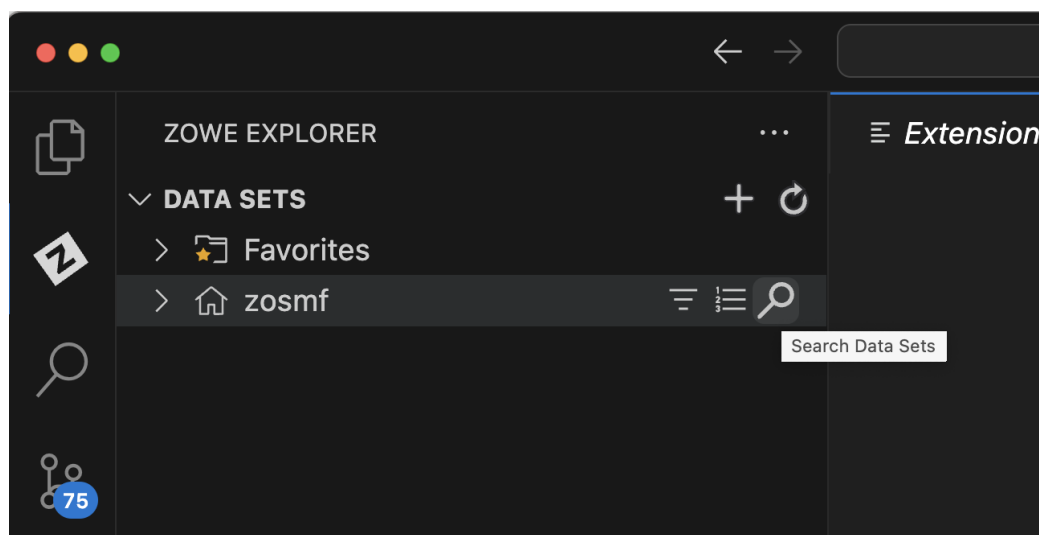 ZOWE EXPLORER
Extension
DATA SETS
Favorites
zosmf
Search Data Sets
75